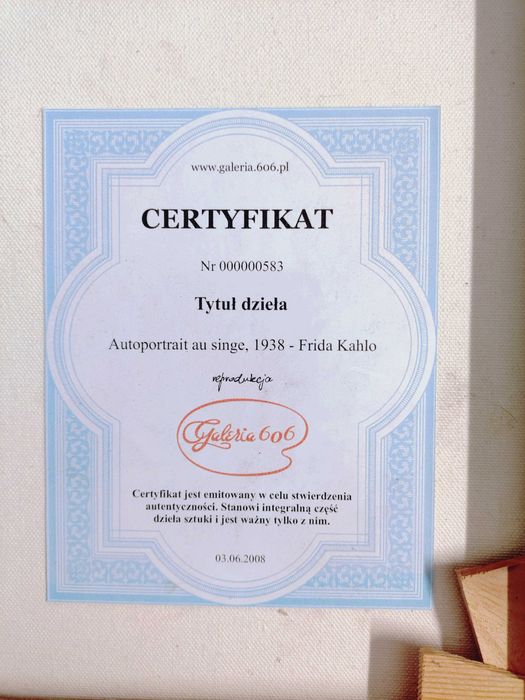 www.galeria.606.pl
CERTYFIKAT
Nr 000000583
Tytuł dzieła
Autoportrait au singe, 1938 - Frida Kahlo
reprodukcja
Galeria 606
Certyfikat jest emitowany w celu stwierdzenia
autentyczności. Stanowi integralną część
dzieła sztuki i jest ważny tylko z nim.
03.06.2008